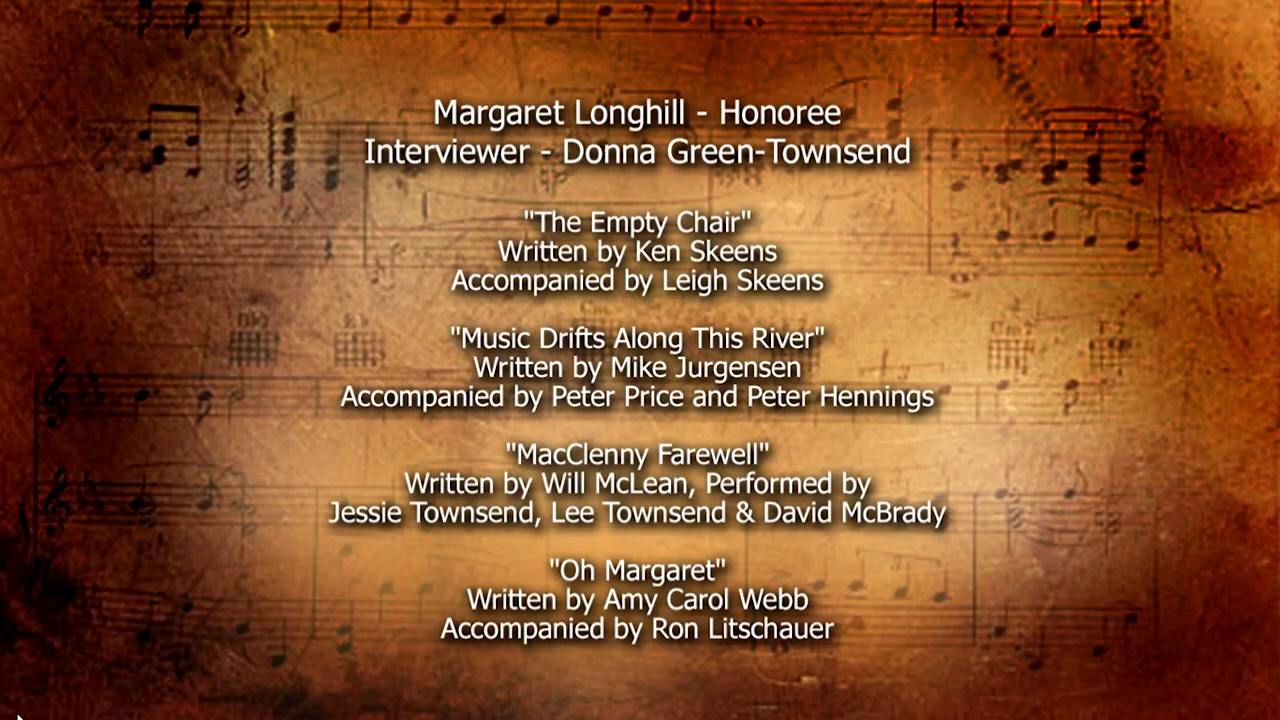 Margaret Longhill - Honoree
Interviewer - Donna Green-Townsend
"The Empty Chair"
Written by Ken Skeens
Accompanied by Leigh Skeens
"Music Drifts Along This River"
Written by Mike Jurgensen
Accompanied by Peter Price and Peter Hennings
"MacClenny Farewell"
Written by Will McLean, Performed by
Jessie Townsend, Lee Townsend & David McBrady
"Oh Margaret"
Written by Amy Carol Webb
Accompanied by Ron Litschauer